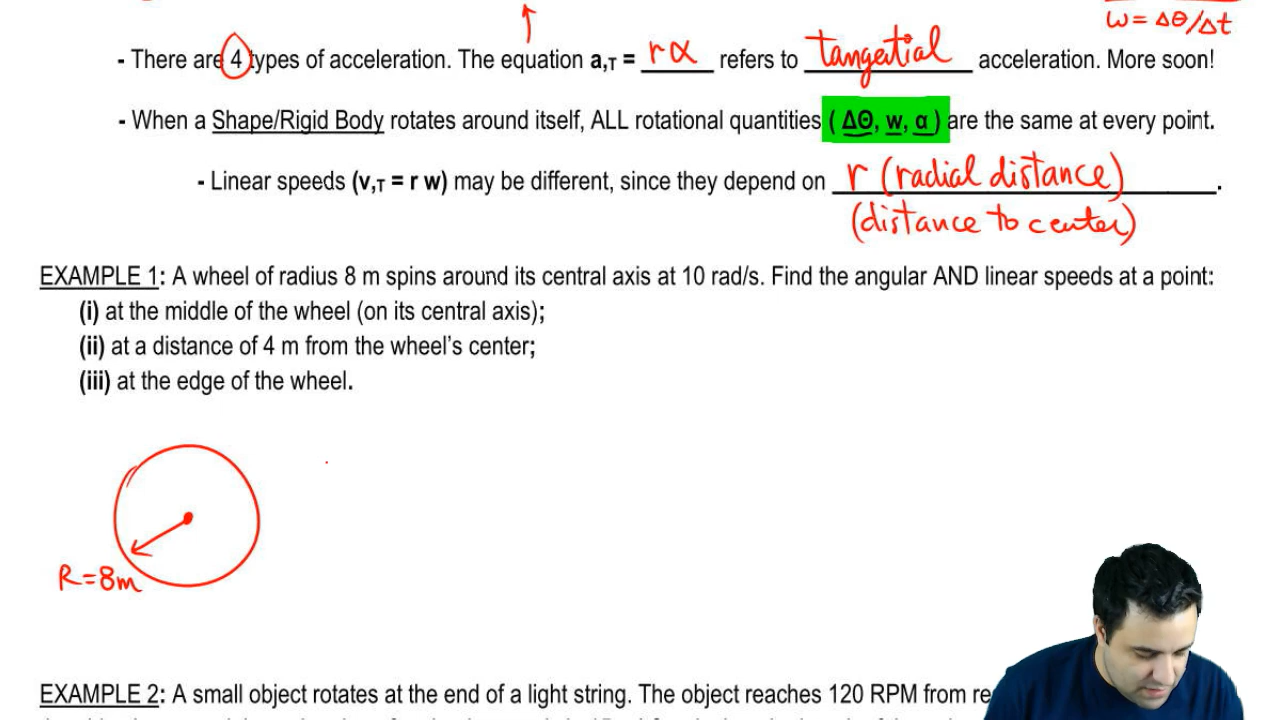 ω = Δθ/Δt
- There are 4 types of acceleration. The equation a,T = rα refers to tangential acceleration. More soon!
- When a Shape/Rigid Body rotates around itself, ALL rotational quantities ( ΔΘ, w, α ) are the same at every point.
- Linear speeds (v,T = r w) may be different, since they depend on r (radial distance).
(distance to center)
EXAMPLE 1: A wheel of radius 8 m spins around its central axis at 10 rad/s. Find the angular AND linear speeds at a point:
(i) at the middle of the wheel (on its central axis);
(ii) at a distance of 4 m from the wheel's center;
(iii) at the edge of the wheel.
R=8m
EXAMPLE 2: A small object rotates at the end of a light string. The object reaches 120 RPM from re